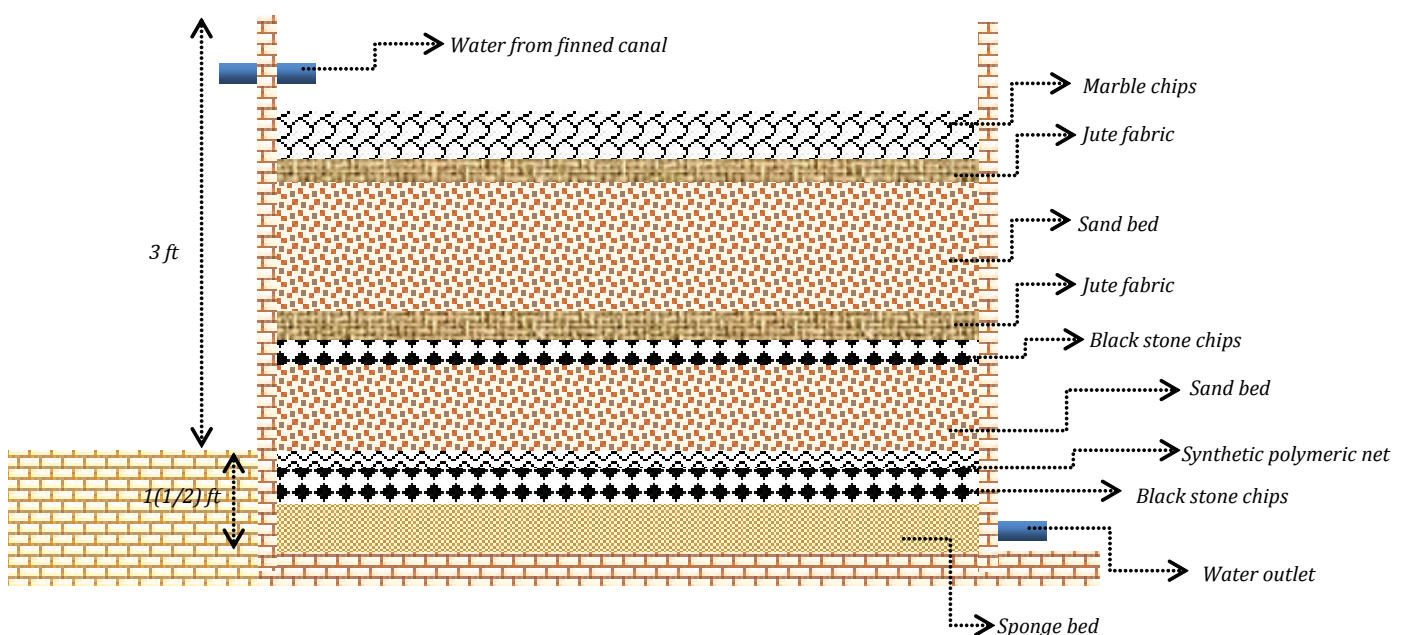 Water from finned canal
Marble chips
Jute fabric
Sand bed
3 ft
Jute fabric
Black stone chips
Sand bed
Synthetic polymeric net
1(1/2) ft
Black stone chips
Water outlet
Sponge bed